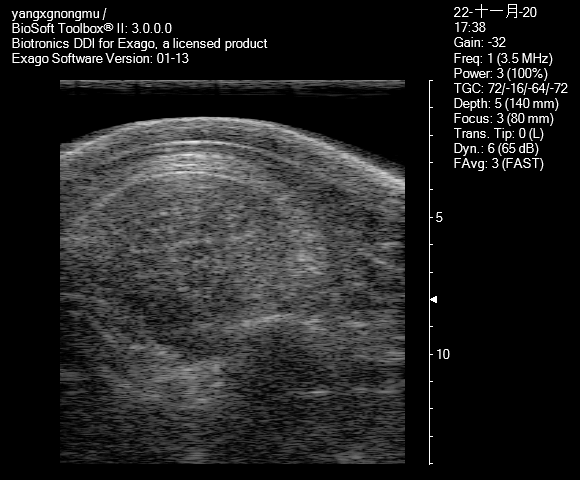 yangxgnongmu /
BioSoft Toolbox® II: 3.0.0.0
Biotronics DDI for Exago, a licensed product
Exago Software Version: 01-13
22-十一月-20
17:38
Gain: -32
Freq: 1 (3.5 MHz)
Power: 3 (100%)
TGC: 72/-16/-64/-72
Depth: 5 (140 mm)
Focus: 3 (80 mm)
Trans. Tip: 0 (L)
Dyn.: 6 (65 dB)
FAvg: 3 (FAST)
5
10